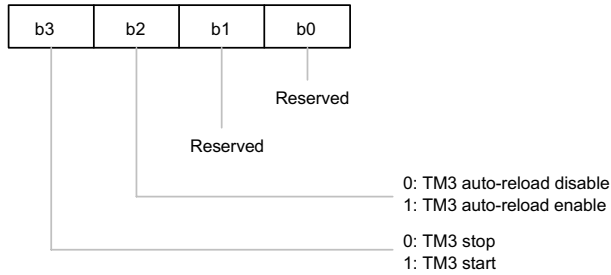 b3 b2 b1 b0
Reserved
Reserved
0: TM3 auto-reload disable
1: TM3 auto-reload enable
0: TM3 stop
1: TM3 start